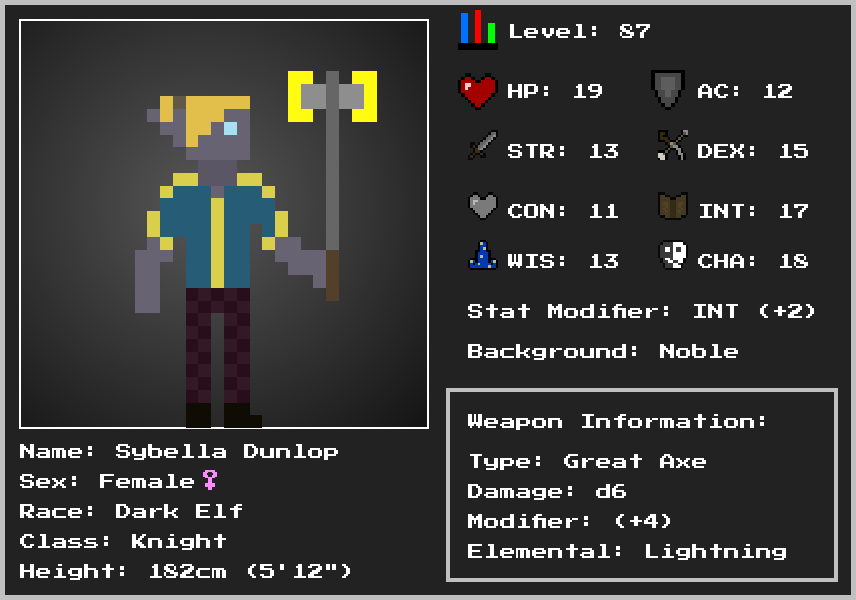 Level: 87
HP: 19
AC: 12
STR: 13
DEX: 15
CON: 11
INT: 17
WIS: 13
CHA: 18
Stat Modifier: INT (+2)
Background: Noble
Name: Sybella Dunlop
Sex: Female♀
Race: Dark Elf
Class: Knight
Height: 182cm (5'12")
Weapon Information:
Type: Great Axe
Damage: d6
Modifier: (+4)
Elemental: Lightning